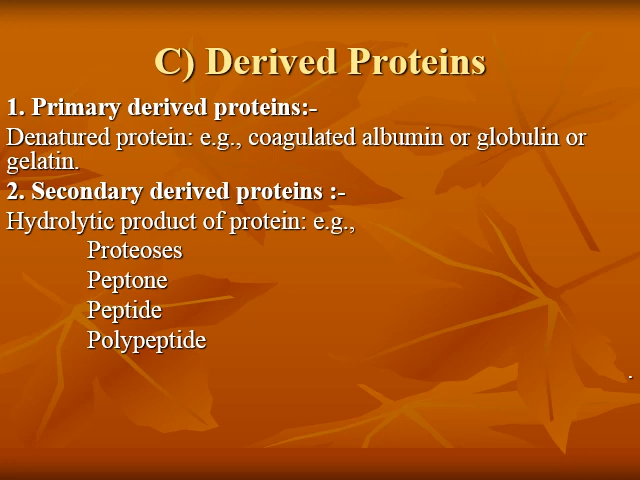 C) Derived Proteins
1. Primary derived proteins:-
Denatured protein: e.g., coagulated albumin or globulin or
gelatin.
2. Secondary derived proteins :-
Hydrolytic product of protein: e.g.,
Proteoses
Peptone
Peptide
Polypeptide
.